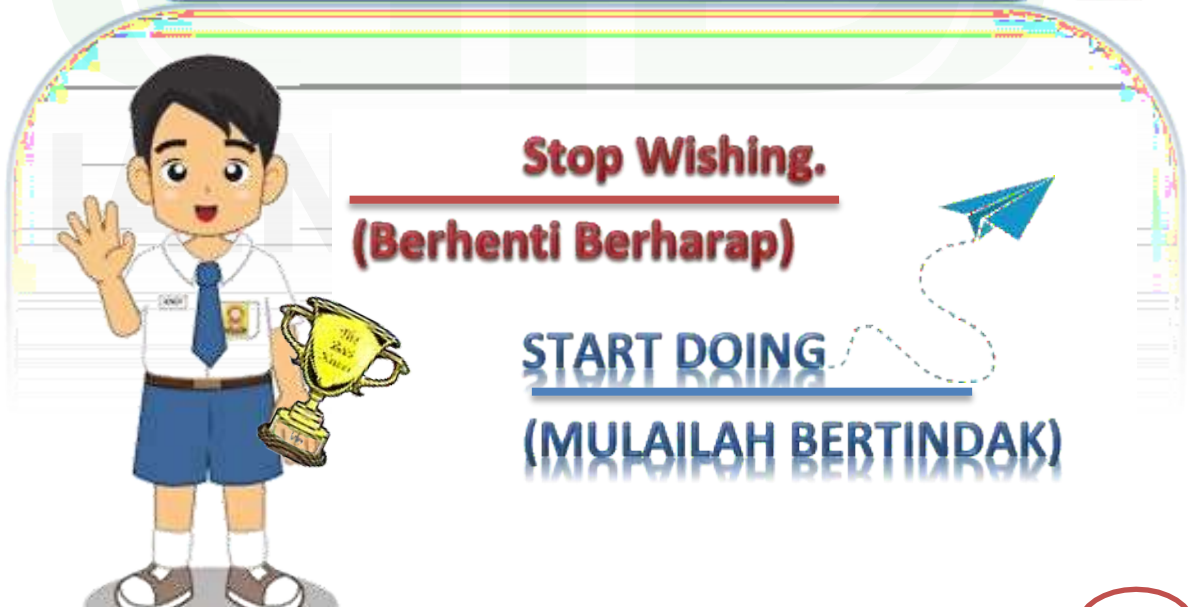 Stop Wishing.
(Berhenti Berharap)
START DOING
(MULAILAH BERTINDAK)